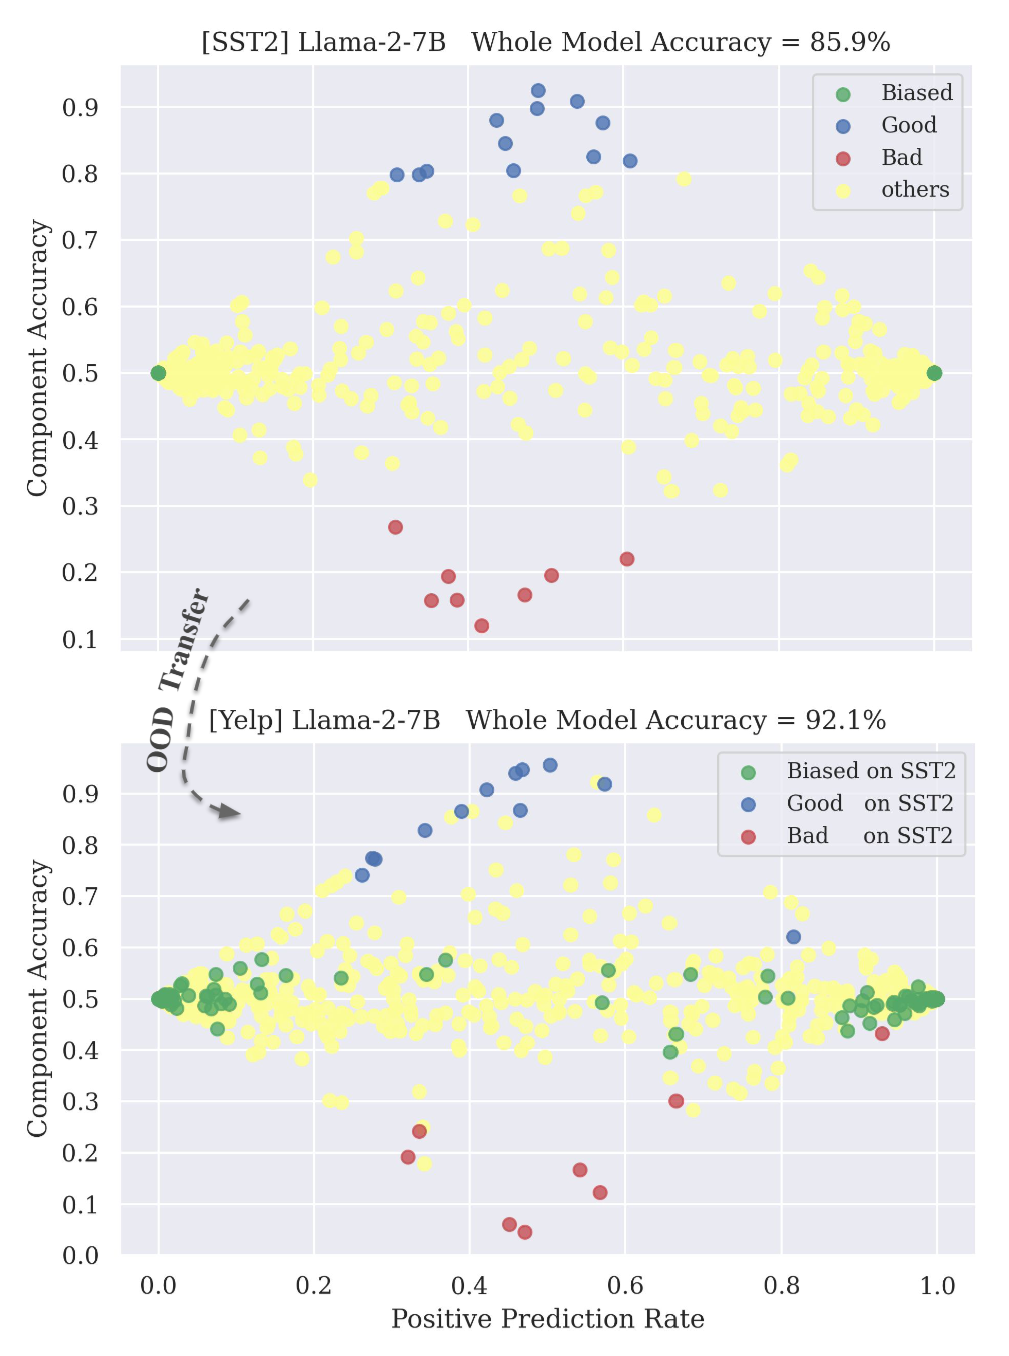 [SST2] Llama-2-7B   Whole Model Accuracy = 85.9%
Biased
Good
Bad
others
Component Accuracy
0.9
0.8
0.7
0.6
0.5
0.4
0.3
0.2
0.1
OOD Transfer
[Yelp] Llama-2-7B   Whole Model Accuracy = 92.1%
Biased on SST2
Good   on SST2
Bad     on SST2
Component Accuracy
0.9
0.8
0.7
0.6
0.5
0.4
0.3
0.2
0.1
0.0
0.0 0.2 0.4 0.6 0.8 1.0
Positive Prediction Rate